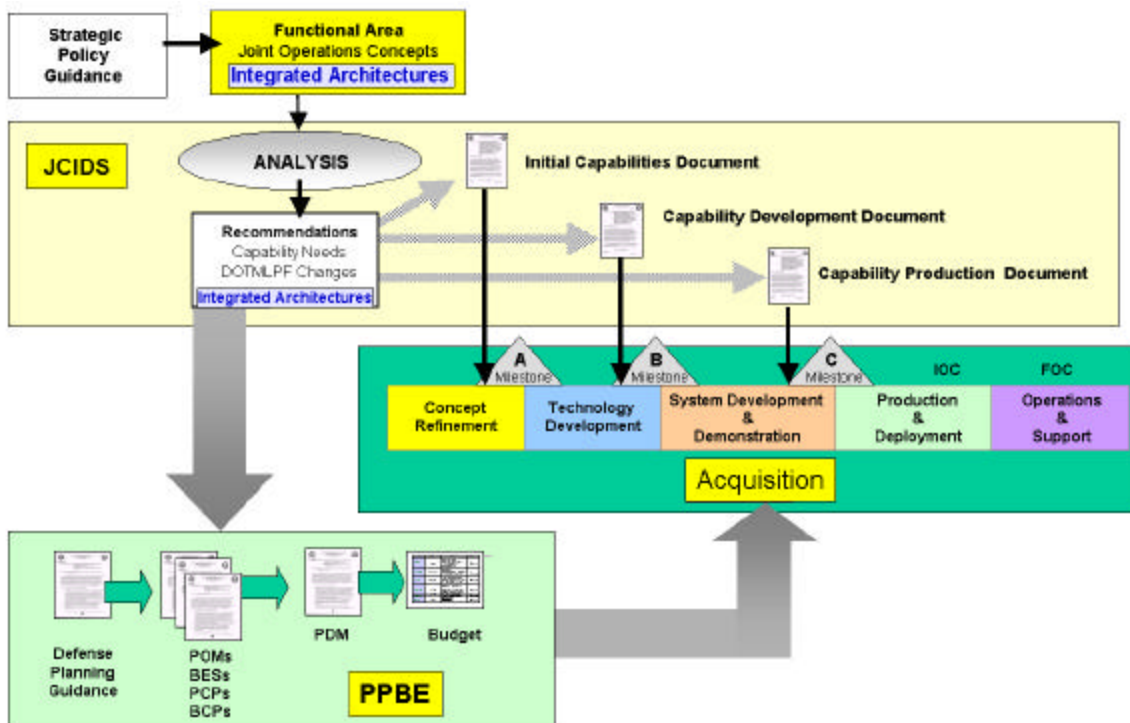 Strategic
Policy
Guidance
Functional Area
Joint Operations Concepts
Integrated Architectures
JCIDS
ANALYSIS
Initial Capabilities Document
Capability Development Document
Capability Production Document
Recommendations
Capability Needs
DOTMLPF Changes
Integrated Architectures
A
Milestone
B
Milestone
C
Milestone
IOC
FOC
Concept
Refinement
Technology
Development
System Development
&
Demonstration
Production
&
Deployment
Operations
&
Support
Acquisition
Defense
Planning
Guidance
POMs
BESs
PCPs
BCPs
PDM
Budget
PPBE